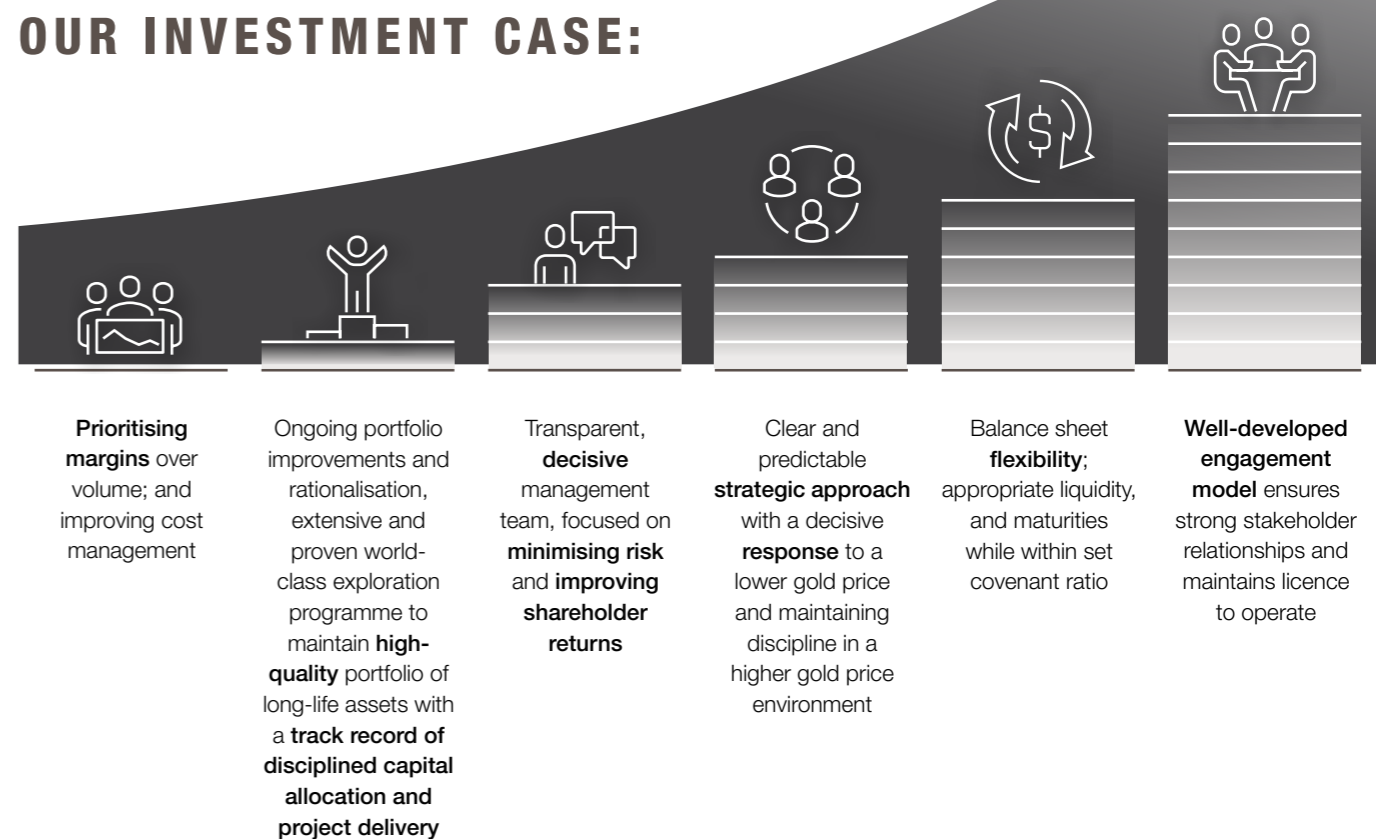 OUR INVESTMENT CASE:
$
Prioritising
margins over
volume; and
improving cost
management
Ongoing portfolio
improvements and
rationalisation,
extensive and
proven world-
class exploration
programme to
maintain high-
quality portfolio of
long-life assets with
a track record of
disciplined capital
allocation and
project delivery
Transparent,
decisive
management
team, focused on
minimising risk
and improving
shareholder
returns
Clear and
predictable
strategic approach
with a decisive
response to a
lower gold price
and maintaining
discipline in a
higher gold price
environment
Balance sheet
flexibility;
appropriate liquidity,
and maturities
while within set
covenant ratio
Well-developed
engagement
model ensures
strong stakeholder
relationships and
maintains licence
to operate